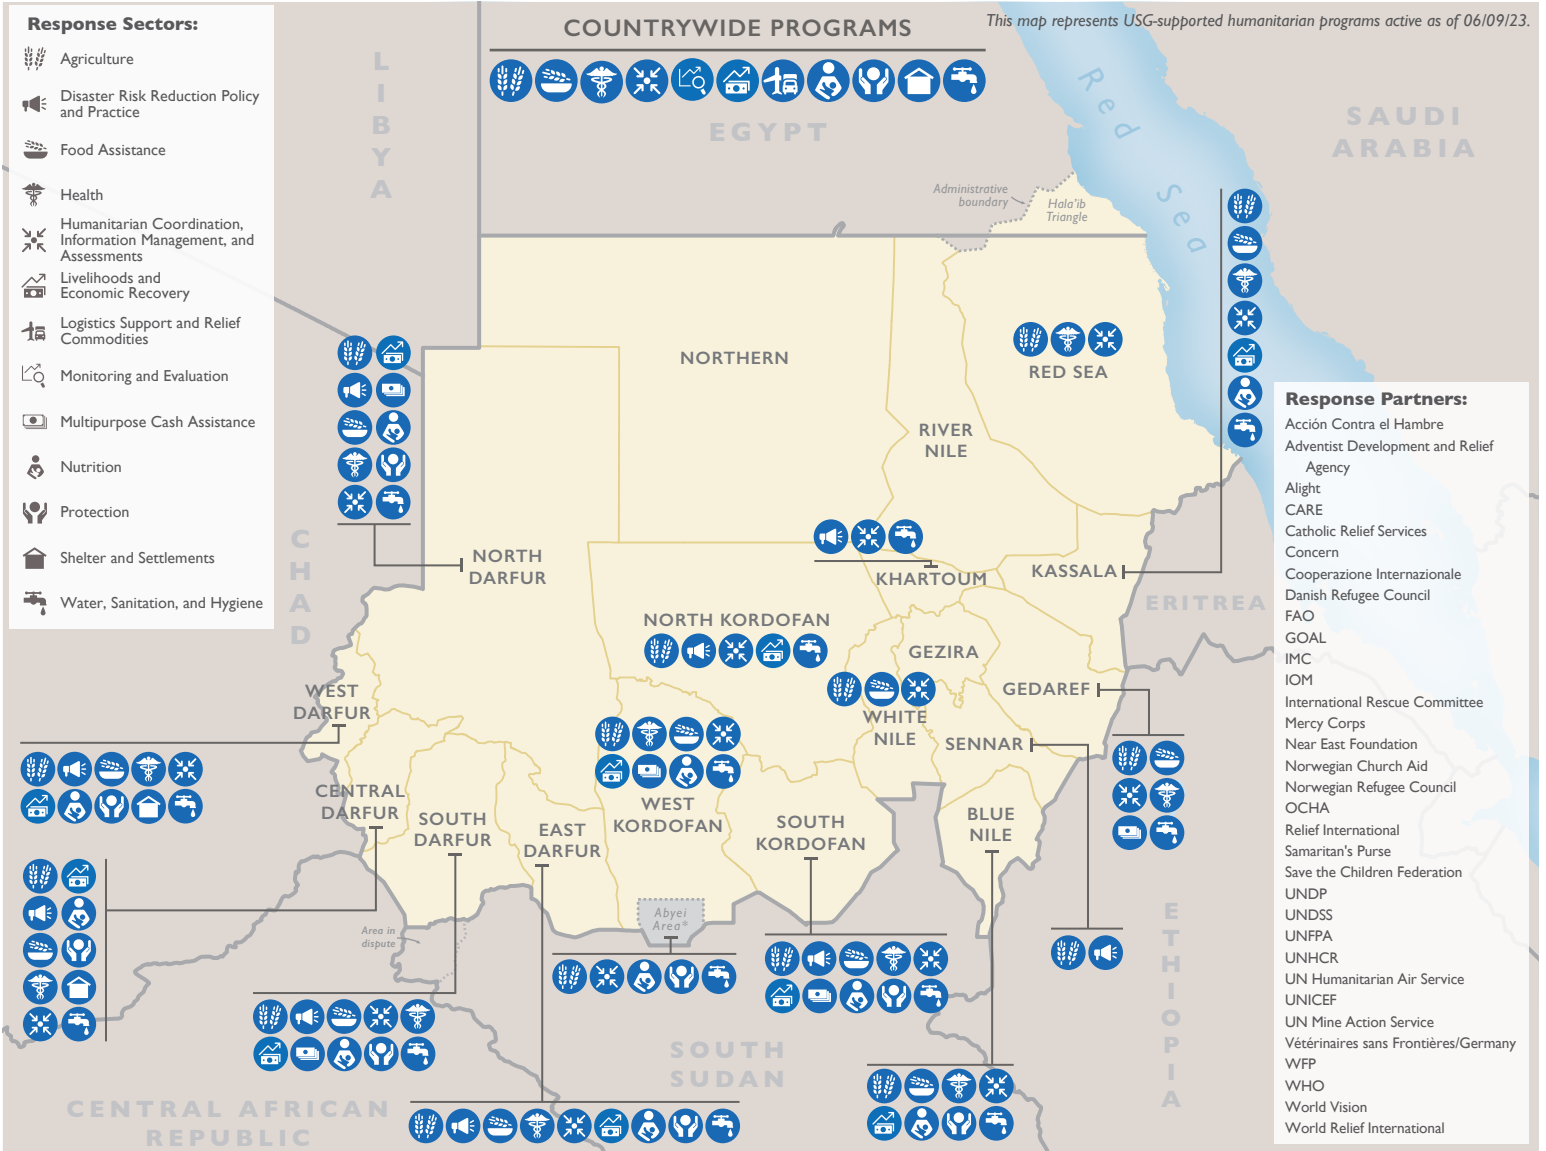 Response Sectors:
Agriculture
Disaster Risk Reduction Policy
and Practice
Food Assistance
Health
Humanitarian Coordination,
Information Management, and
Assessments
Livelihoods and
Economic Recovery
Logistics Support and Relief
Commodities
Monitoring and Evaluation
Multipurpose Cash Assistance
Nutrition
Protection
Shelter and Settlements
Water, Sanitation, and Hygiene
COUNTRYWIDE PROGRAMS
This map represents USG-supported humanitarian programs active as of 06/09/23.
LIBYA
EGYPT
Red Sea
SAUDI
ARABIA
Administrative
boundary
Hala'ib
Triangle
NORTHERN
RED SEA
RIVER
NILE
CHAD
NORTH
DARFUR
KHARTOUM
KASSALA
ERITREA
NORTH KORDOFAN
GEZIRA
GEDAREF
WEST
DARFUR
WHITE
NILE
SENNAR
CENTRAL
DARFUR
SOUTH
DARFUR
EAST
DARFUR
WEST
KORDOFAN
SOUTH
KORDOFAN
BLUE
NILE
Abyei
Area*
Area in
dispute
ETHIOPIA
SOUTH
SUDAN
CENTRAL AFRICAN
REPUBLIC
Response Partners:
Acción Contra el Hambre
Adventist Development and Relief
Agency
Alight
CARE
Catholic Relief Services
Concern
Cooperazione Internazionale
Danish Refugee Council
FAO
GOAL
IMC
IOM
International Rescue Committee
Mercy Corps
Near East Foundation
Norwegian Church Aid
Norwegian Refugee Council
OCHA
Relief International
Samaritan's Purse
Save the Children Federation
UNDP
UNDSS
UNFPA
UNHCR
UN Humanitarian Air Service
UNICEF
UN Mine Action Service
Vétérinaires sans Frontières/Germany
WFP
WHO
World Vision
World Relief International